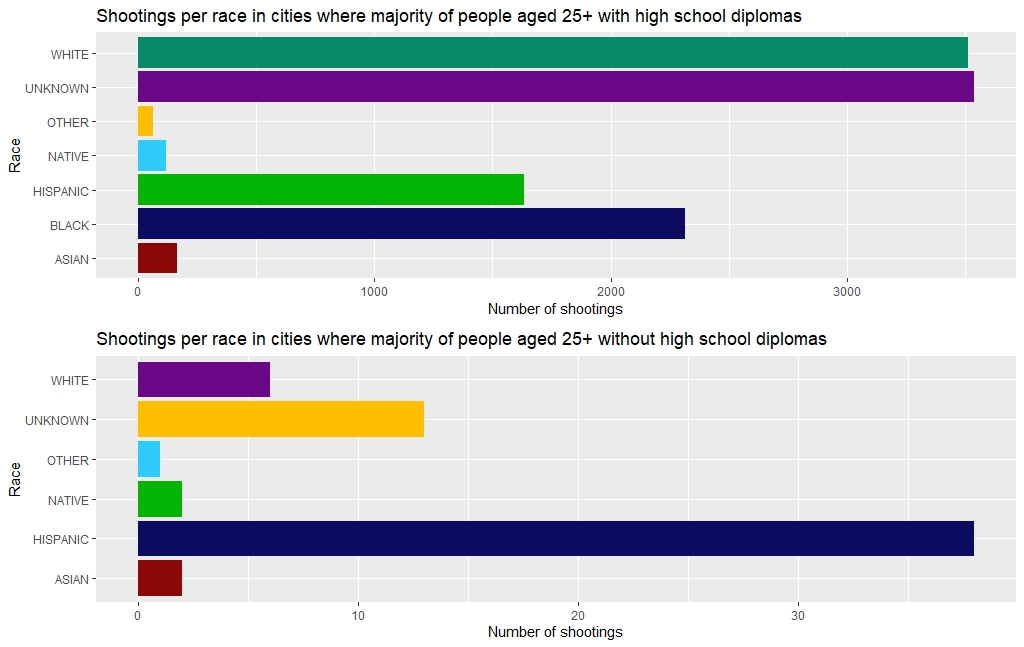 Shootings per race in cities where majority of people aged 25+ with high school diplomas
Race
WHITE
UNKNOWN
OTHER
NATIVE
HISPANIC
BLACK
ASIAN
0 1000 2000 3000
Number of shootings
Shootings per race in cities where majority of people aged 25+ without high school diplomas
Race
WHITE
UNKNOWN
OTHER
NATIVE
HISPANIC
ASIAN
0 10 20 30
Number of shootings